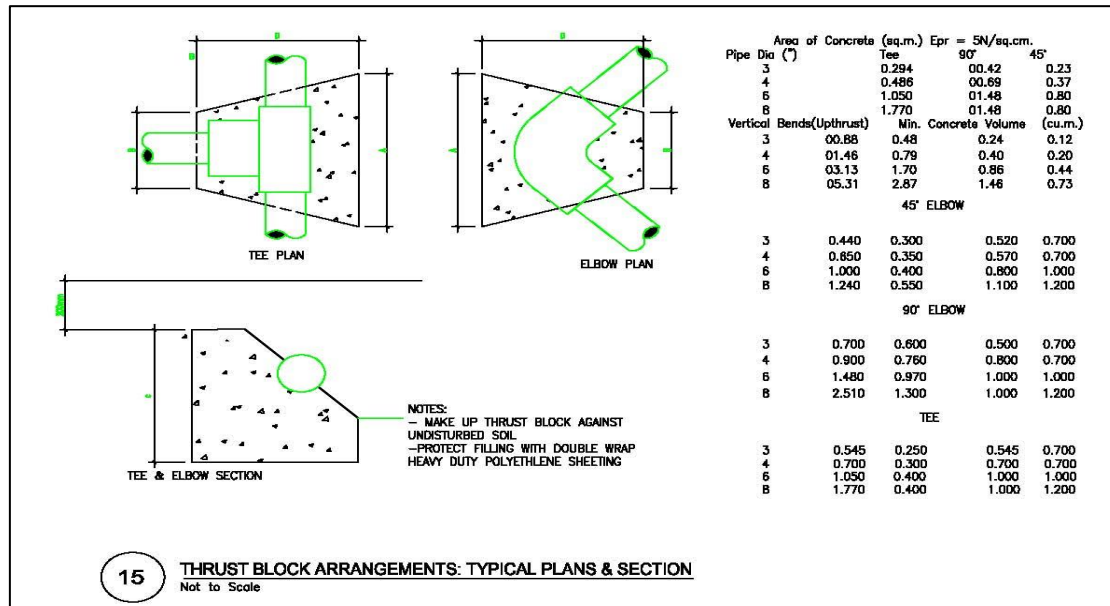 D
D
B
A
TEE PLAN
A
B
ELBOW PLAN
300mm
C
TEE & ELBOW SECTION
NOTES:
– MAKE UP THRUST BLOCK AGAINST
UNDISTURBED SOIL
–PROTECT FILLING WITH DOUBLE WRAP
HEAVY DUTY POLYETHLENE SHEETING
Area of Concrete (sq.m.) Epr = 5N/sq.cm.
Pipe Dia (") Tee 90° 45°
3 0.294 00.42 0.23
4 0.486 00.69 0.37
6 1.050 01.48 0.80
8 1.770 01.48 0.80
Vertical Bends(Upthrust) Min. Concrete Volume (cu.m.)
3 00.88 0.48 0.24 0.12
4 01.46 0.79 0.40 0.20
6 03.13 1.70 0.86 0.44
8 05.31 2.87 1.46 0.73
45° ELBOW
3 0.440 0.300 0.520 0.700
4 0.650 0.350 0.570 0.700
6 1.000 0.400 0.800 1.000
8 1.240 0.550 1.100 1.200
90° ELBOW
3 0.700 0.600 0.500 0.700
4 0.900 0.760 0.800 0.700
6 1.480 0.970 1.000 1.000
8 2.510 1.300 1.000 1.200
TEE
3 0.545 0.250 0.545 0.700
4 0.700 0.300 0.700 0.700
6 1.050 0.400 1.000 1.000
8 1.770 0.400 1.000 1.200
15 THRUST BLOCK ARRANGEMENTS: TYPICAL PLANS & SECTION
Not to Scale